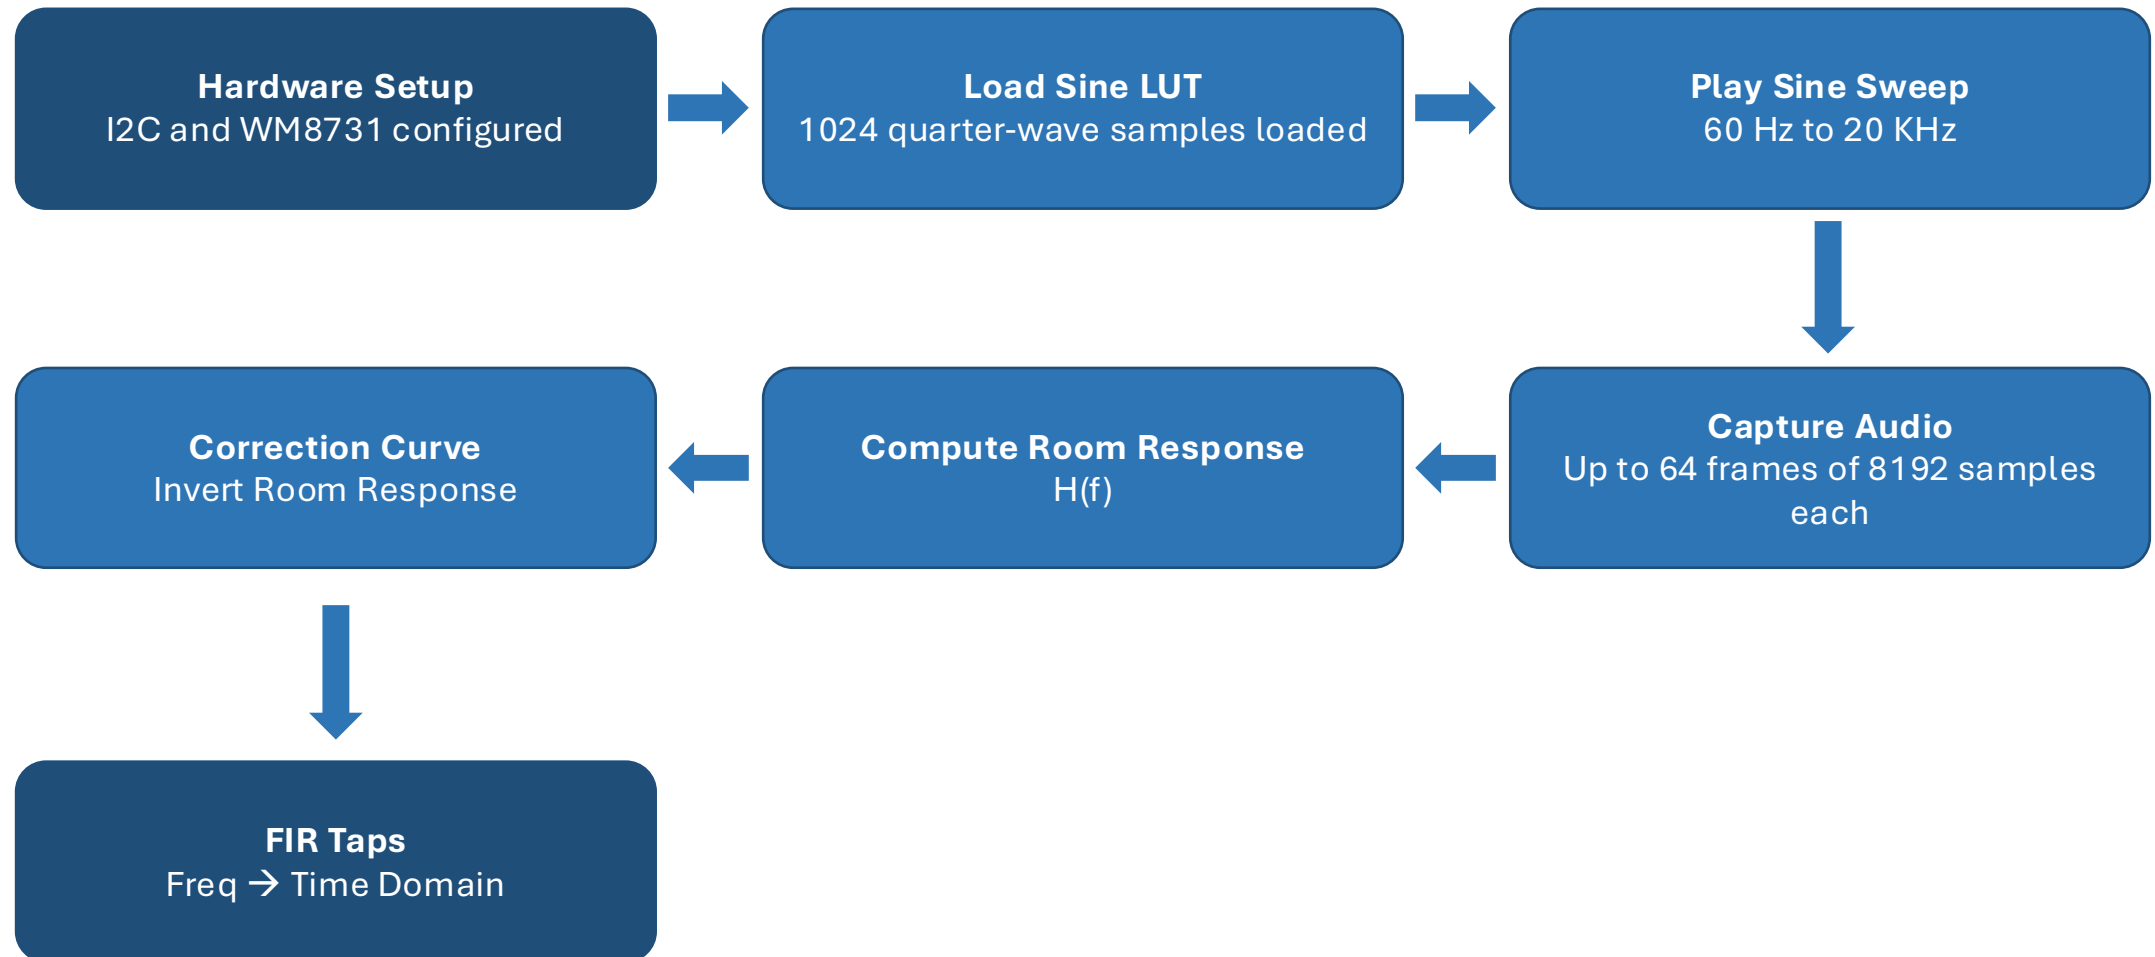 Hardware Setup
I2C and WM8731 configured
Load Sine LUT
1024 quarter-wave samples loaded
Play Sine Sweep
60 Hz to 20 KHz
Capture Audio
Up to 64 frames of 8192 samples
each
Compute Room Response
H(f)
Correction Curve
Invert Room Response
FIR Taps
Freq → Time Domain